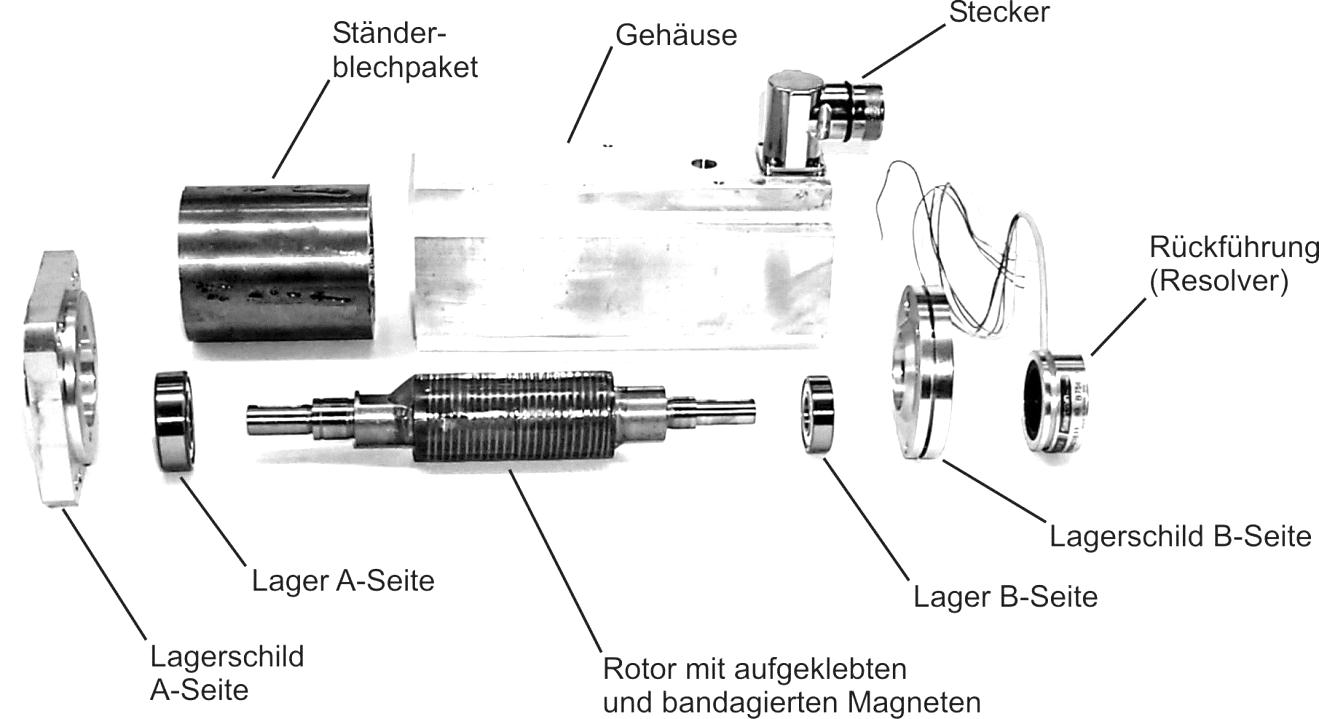 Stecker
Ständer-
blechpaket
Gehäuse
Rückführung
(Resolver)
Lagerschild B-Seite
Lager A-Seite
Lager B-Seite
Lagerschild
A-Seite
Rotor mit aufgeklebten
und bandagierten Magneten